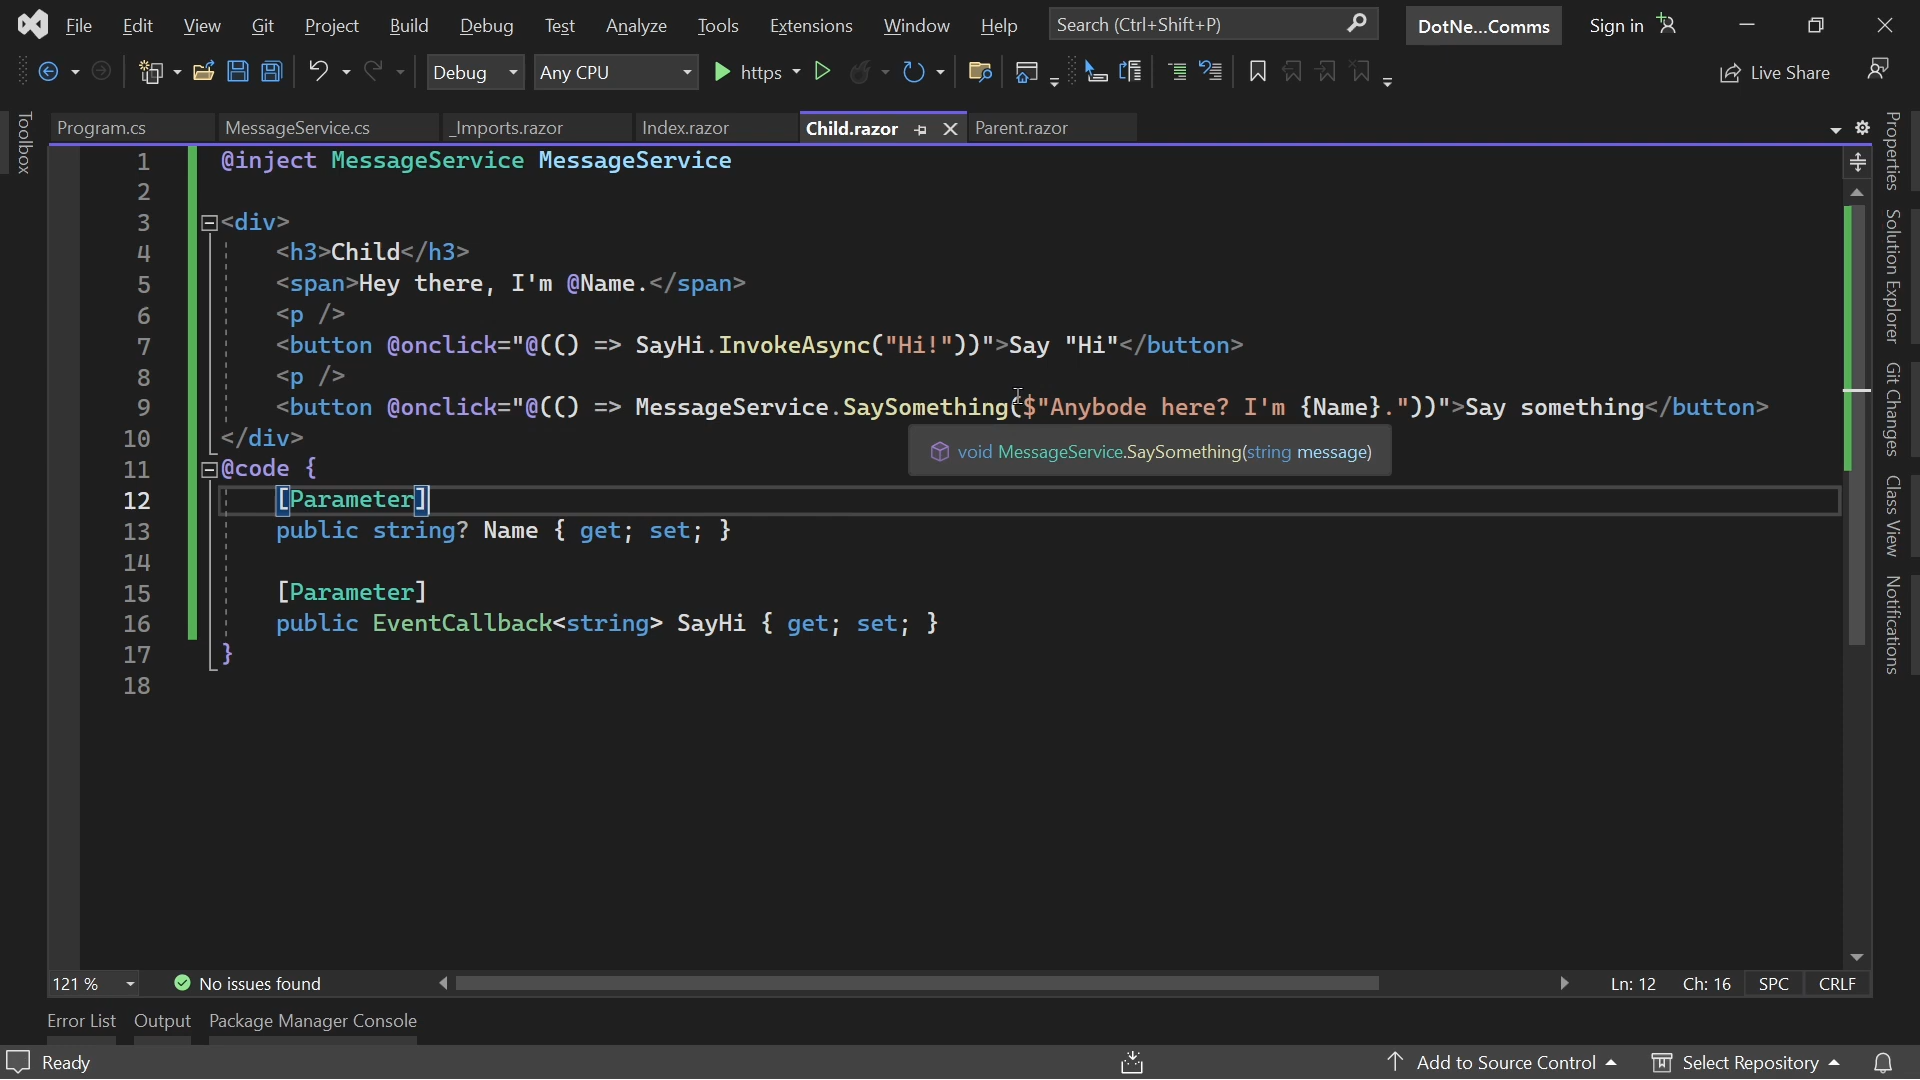 File Edit View Git Project Build Debug Test Analyze Tools Extensions Window Help Search (Ctrl+Shift+P) DotNe...Comms Sign in
Debug Any CPU https Live Share
Toolbox
Program.cs MessageService.cs _Imports.razor Index.razor Child.razor Parent.razor
1 @inject MessageService MessageService
2
3 <div>
4 <h3>Child</h3>
5 <span>Hey there, I'm @Name.</span>
6 <p />
7 <button @onclick="@(() => SayHi.InvokeAsync("Hi!"))">Say "Hi"</button>
8 <p />
9 <button @onclick="@(() => MessageService.SaySomething($"Anybode here? I'm {Name}."))">Say something</button>
10 </div>
void MessageService.SaySomething(string message)
11 @code {
12 [Parameter]
13 public string? Name { get; set; }
14
15 [Parameter]
16 public EventCallback<string> SayHi { get; set; }
17 }
18
Properties
Solution Explorer
Git Changes
Class View
Notifications
121 % No issues found Ln: 12 Ch: 16 SPC CRLF
Error List Output Package Manager Console
Ready Add to Source Control Select Repository